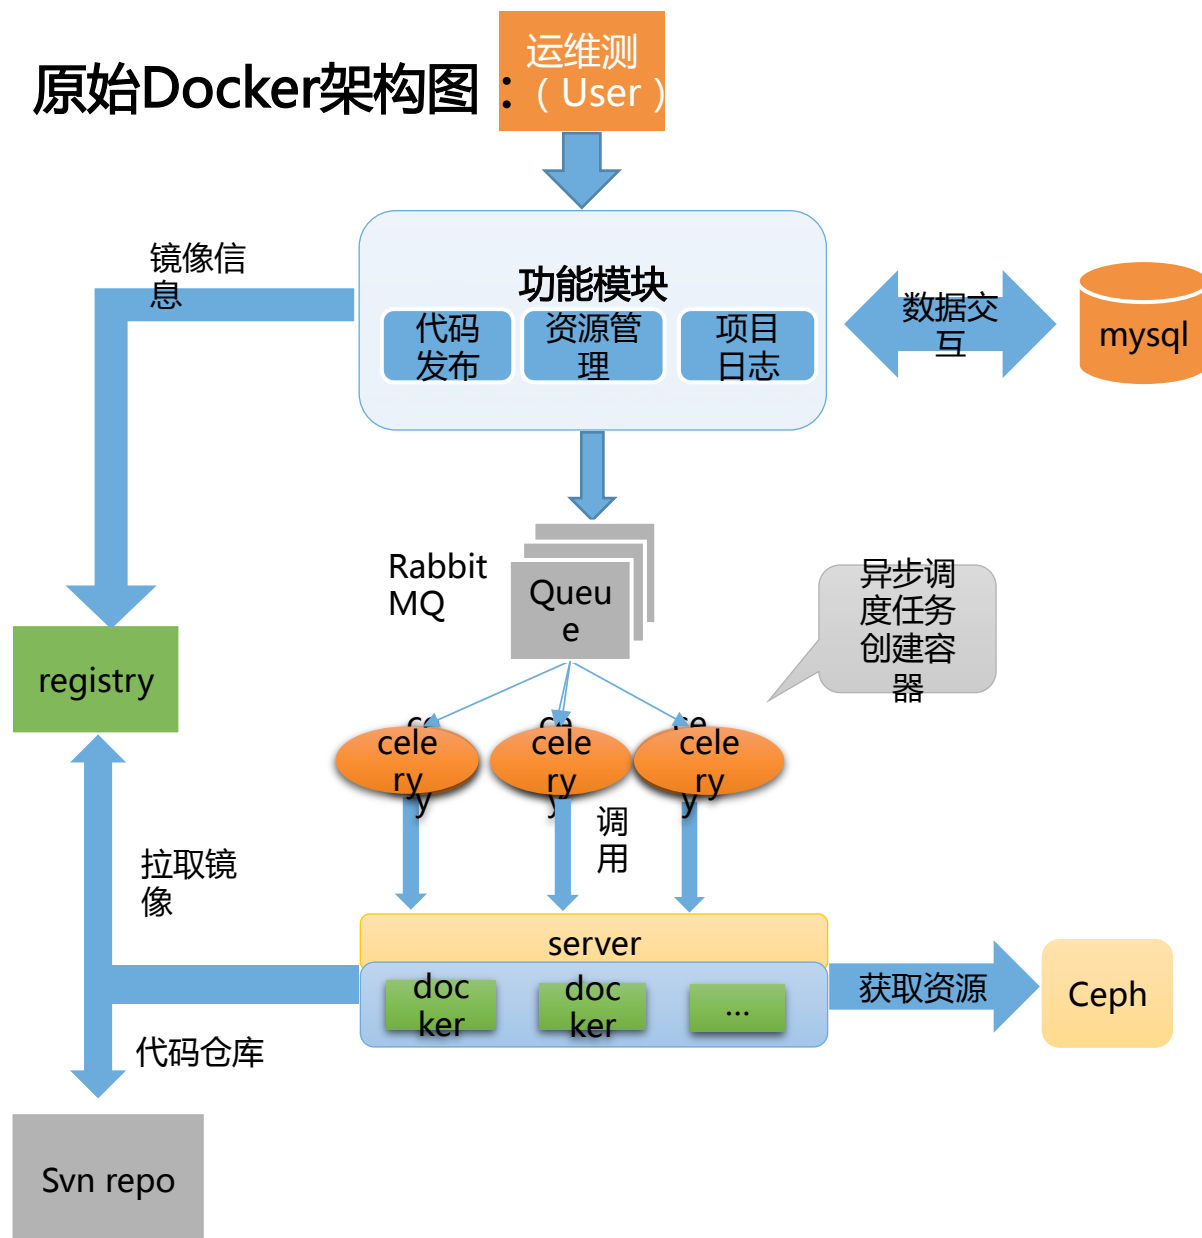 原始Docker架构图：
运维测
（User）
镜像信
息
功能模块
代码
发布
资源管
理
项目
日志
数据交
互
mysql
Rabbit
MQ
Queu
e
异步调
度任务
创建容
器
registry
cele
ry
cele
ry
cele
ry
调
用
拉取镜
像
server
doc
ker
doc
ker
...
获取资源
Ceph
代码仓库
Svn repo